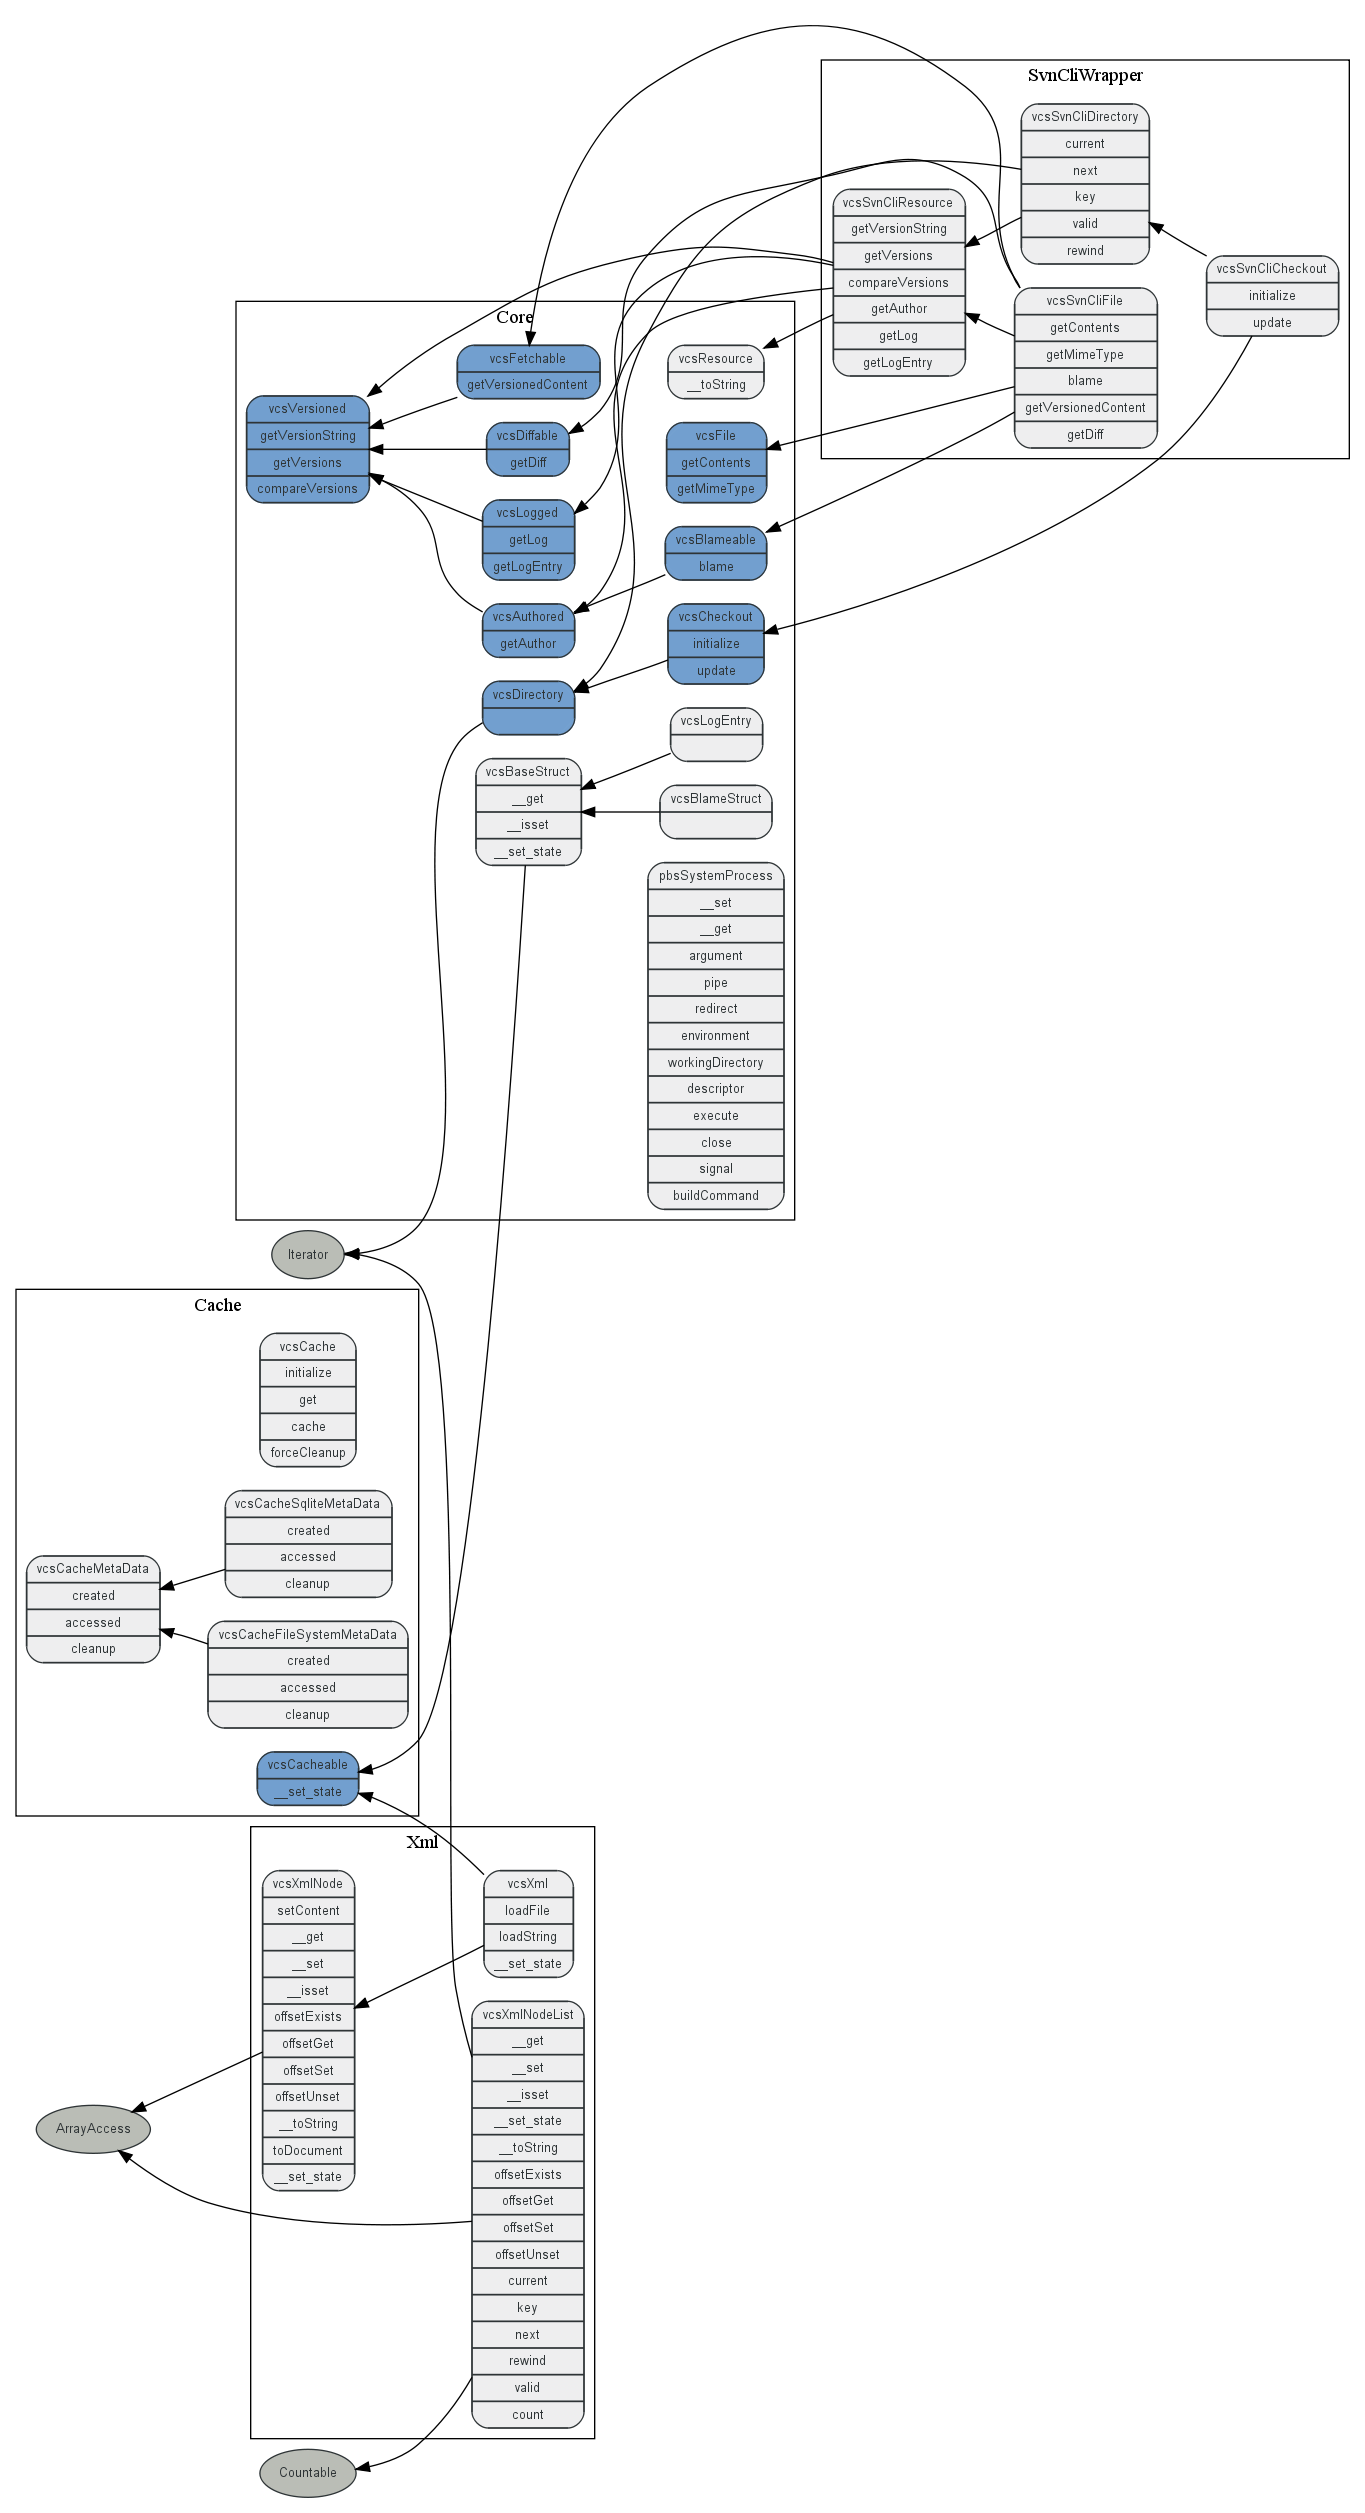 SvnCliWrapper
vcsSvnCliDirectory
current
next
key
valid
rewind
vcsSvnCliResource
getVersionString
getVersions
compareVersions
getAuthor
getLog
getLogEntry
vcsSvnCliCheckout
initialize
update
vcsSvnCliFile
getContents
getMimeType
blame
getVersionedContent
getDiff
Core
vcsFetchable
getVersionedContent
vcsResource
__toString
vcsVersioned
getVersionString
getVersions
compareVersions
vcsDiffable
getDiff
vcsFile
getContents
getMimeType
vcsLogged
getLog
getLogEntry
vcsBlameable
blame
vcsAuthored
getAuthor
vcsCheckout
initialize
update
vcsDirectory
vcsLogEntry
vcsBaseStruct
__get
__isset
__set_state
vcsBlameStruct
pbsSystemProcess
__set
__get
argument
pipe
redirect
environment
workingDirectory
descriptor
execute
close
signal
buildCommand
Iterator
Cache
vcsCache
initialize
get
cache
forceCleanup
vcsCacheSqliteMetaData
created
accessed
cleanup
vcsCacheMetaData
created
accessed
cleanup
vcsCacheFileSystemMetaData
created
accessed
cleanup
vcsCacheable
__set_state
Xml
vcsXmlNode
setContent
__get
__set
__isset
offsetExists
offsetGet
offsetSet
offsetUnset
__toString
toDocument
__set_state
vcsXml
loadFile
loadString
__set_state
vcsXmlNodeList
__get
__set
__isset
__set_state
__toString
offsetExists
offsetGet
offsetSet
offsetUnset
current
key
next
rewind
valid
count
ArrayAccess
Countable